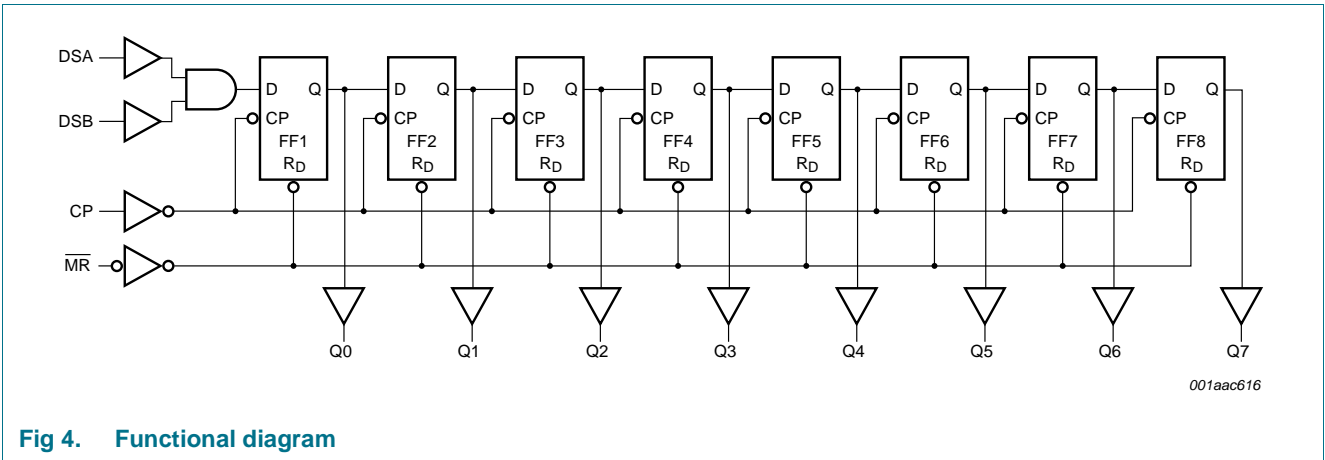 DSA
DSB
CP
MR
D Q D Q D Q D Q D Q D Q D Q D Q
CP CP CP CP CP CP CP CP
FF1 FF2 FF3 FF4 FF5 FF6 FF7 FF8
RD RD RD RD RD RD RD RD
Q0 Q1 Q2 Q3 Q4 Q5 Q6 Q7
001aac616
Fig 4. Functional diagram